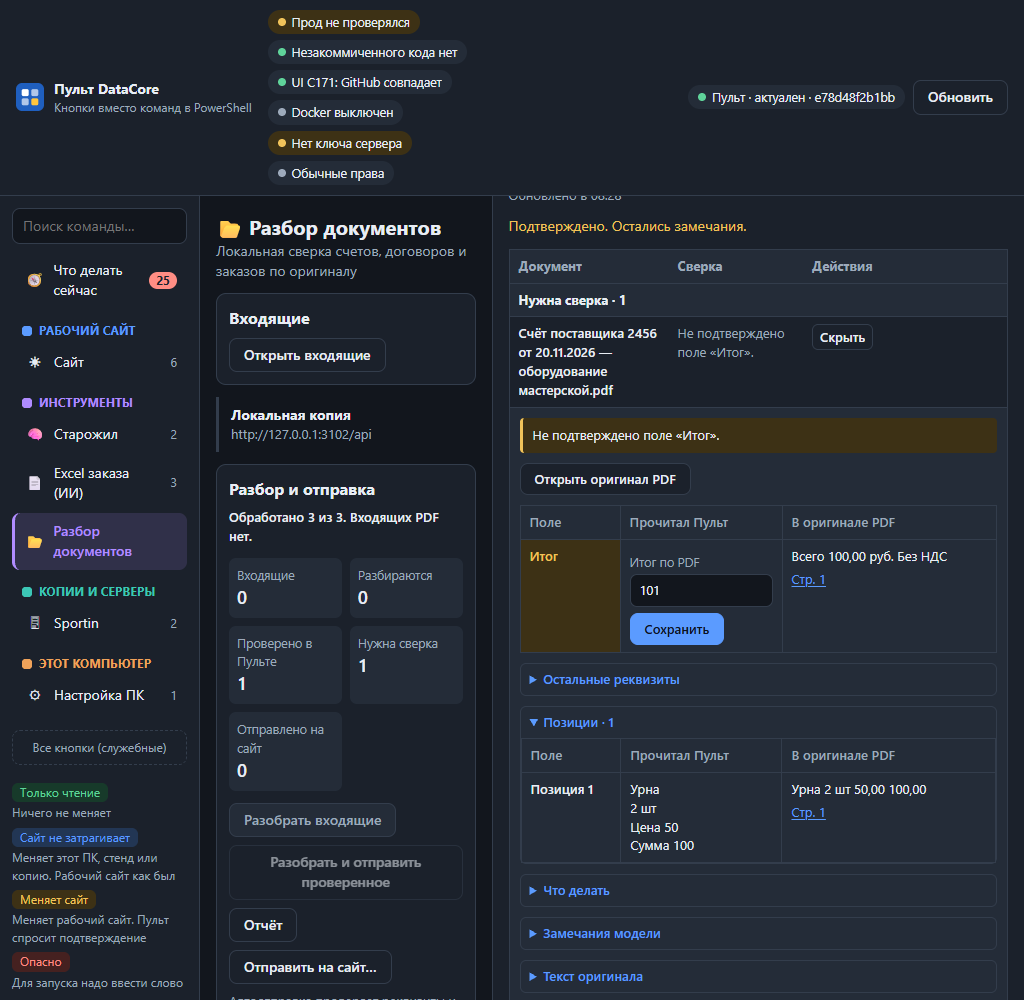 Пульт DataCore
Кнопки вместо команд в PowerShell
Прод не проверялся
Незакоммиченного кода нет
UI C171: GitHub совпадает
Docker выключен
Нет ключа сервера
Обычные права
Пульт · актуален · e78d48f2b1bb
Обновить
Поиск команды...
Что делать
сейчас
25
РАБОЧИЙ САЙТ
Сайт
6
ИНСТРУМЕНТЫ
Старожил
2
Excel заказа
(ИИ)
3
Разбор
документов
КОПИИ И СЕРВЕРЫ
Sportin
2
ЭТОТ КОМПЬЮТЕР
Настройка ПК
1
Все кнопки (служебные)
Только чтение
Ничего не меняет
Сайт не затрагивает
Меняет этот ПК, стенд или
копию. Рабочий сайт как был
Меняет сайт
Меняет рабочий сайт. Пульт
спросит подтверждение
Опасно
Для запуска надо ввести слово
Разбор документов
Локальная сверка счетов, договоров и
заказов по оригиналу
Входящие
Открыть входящие
Локальная копия
http://127.0.0.1:3102/api
Разбор и отправка
Обработано 3 из 3. Входящих PDF
нет.
Входящие
0
Разбираются
0
Проверено в
Пульте
1
Нужна сверка
1
Отправлено на
сайт
0
Разобрать входящие
Разобрать и отправить
проверенное
Отчёт
Отправить на сайт...
Обновлено в 08:28
Подтверждено. Остались замечания.
Документ
Сверка
Действия
Нужна сверка · 1
Счёт поставщика 2456
от 20.11.2026 —
оборудование
мастерской.pdf
Не подтверждено
поле «Итог».
Скрыть
Не подтверждено поле «Итог».
Открыть оригинал PDF
Поле
Прочитал Пульт
В оригинале PDF
Итог
Итог по PDF
101
Сохранить
Всего 100,00 руб. Без НДС
Стр. 1
Остальные реквизиты
Позиции · 1
Поле
Прочитал Пульт
В оригинале PDF
Позиция 1
Урна
2 шт
Цена 50
Сумма 100
Урна 2 шт 50,00 100,00
Стр. 1
Что делать
Замечания модели
Текст оригинала